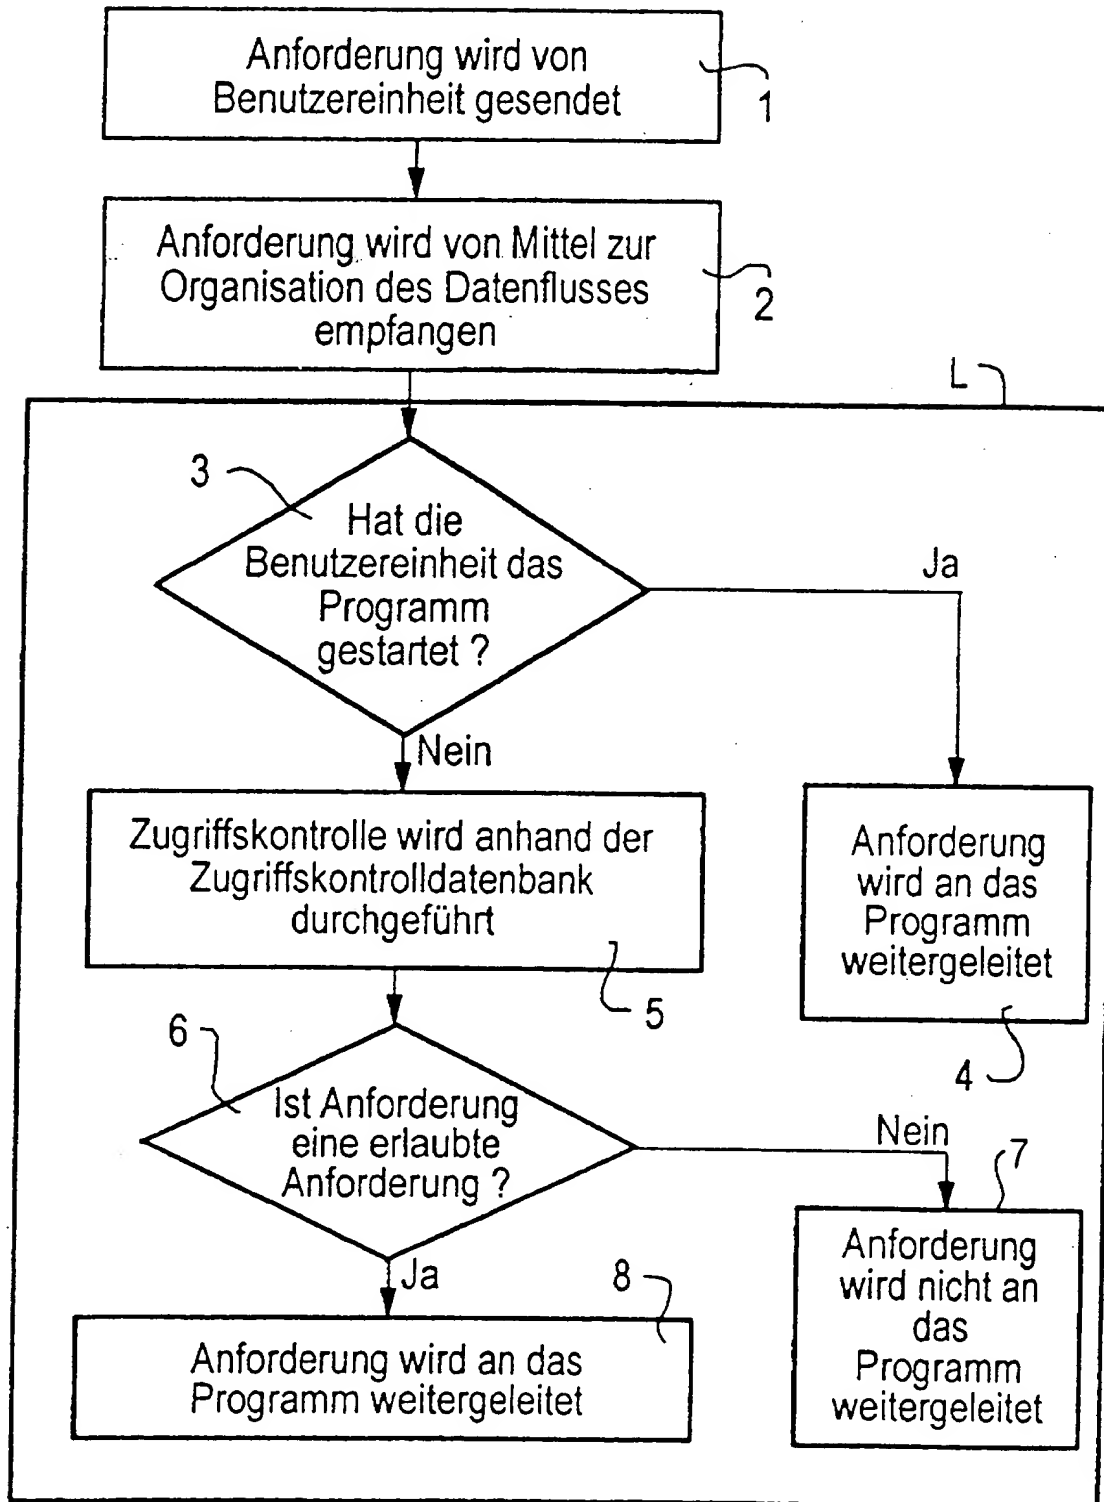 Anforderung wird von
Benutzereinheit gesendet
1
Anforderung wird von Mittel zur
Organisation des Datenflusses
empfangen
2
L
3
Hat die
Benutzereinheit das
Programm
gestartet ?
Ja
Nein
Zugriffskontrolle wird anhand der
Zugriffskontrolldatenbank
durchgeführt
5
Anforderung
wird an das
Programm
weitergeleitet
4
6
Ist Anforderung
eine erlaubte
Anforderung ?
Nein
7
Ja
Anforderung
wird nicht an
das
Programm
weitergeleitet
8
Anforderung wird an das
Programm weitergeleitet